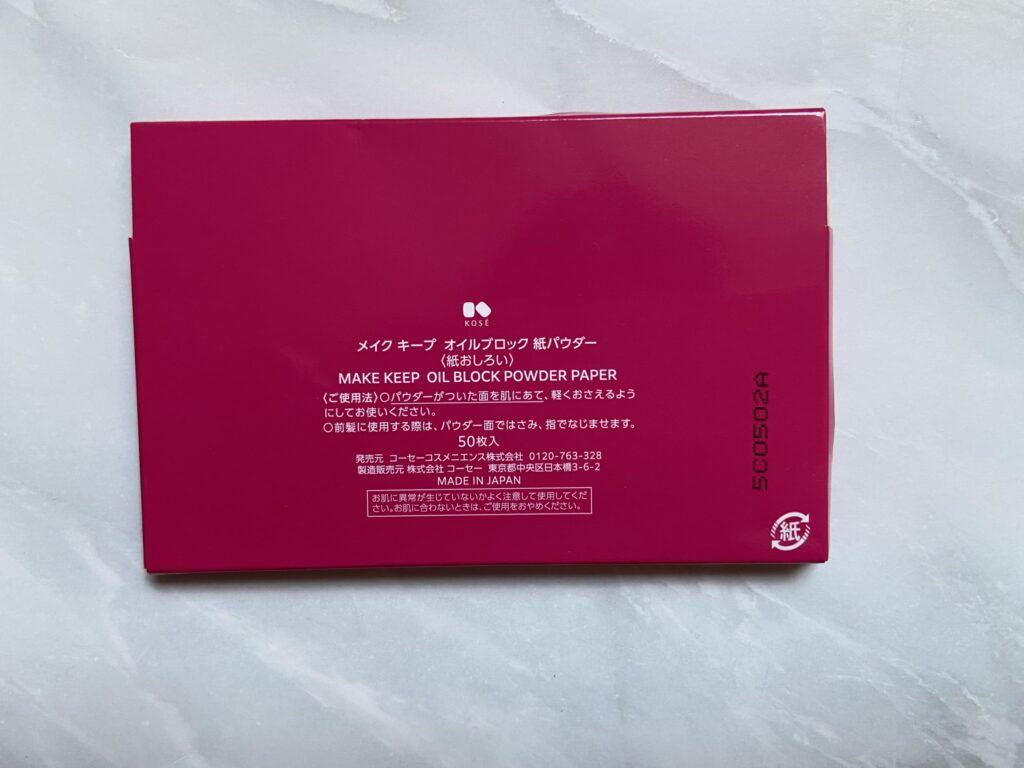 KOSÉ
メイク キープ オイルブロック 紙パウダー
〈紙おしろい〉
MAKE KEEP OIL BLOCK POWDER PAPER
〈ご使用法〉○パウダーがついた面を肌にあて、軽くおさえるよう
にしてお使いください。
○前髪に使用する際は、パウダー面ではさみ、指でなじませます。
50枚入
発売元 コーセーコスメニエンス株式会社 0120-763-328
製造販売元 株式会社 コーセー 東京都中央区日本橋3-6-2
MADE IN JAPAN
お肌に異常が生じていないかよく注意して使用してくだ
さい。お肌に合わないときは、ご使用をおやめください。
5C0502A
紙